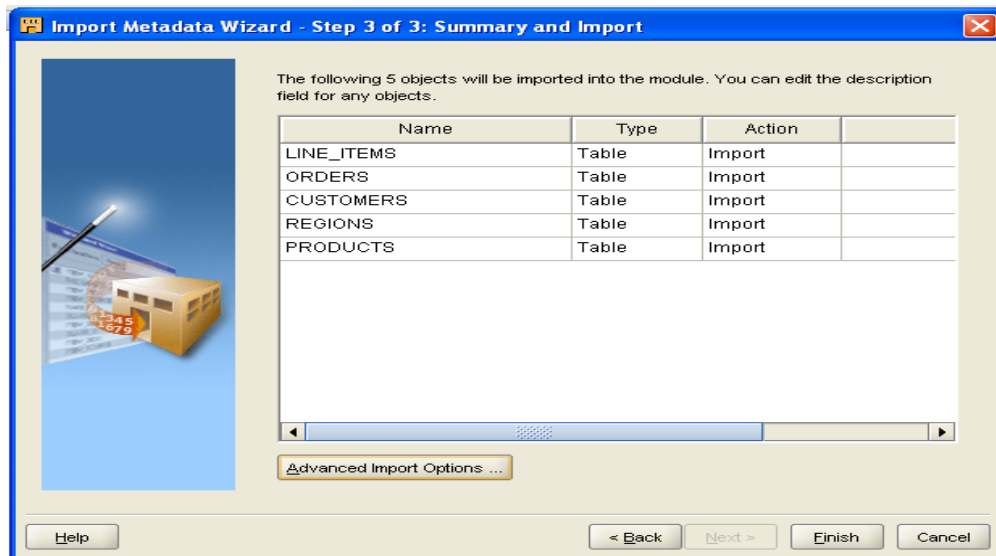 Import Metadata Wizard - Step 3 of 3: Summary and Import
The following 5 objects will be imported into the module. You can edit the description
field for any objects.
Name Type Action
LINE_ITEMS Table Import
ORDERS Table Import
CUSTOMERS Table Import
REGIONS Table Import
PRODUCTS Table Import
Advanced Import Options ...
Help < Back Next > Finish Cancel